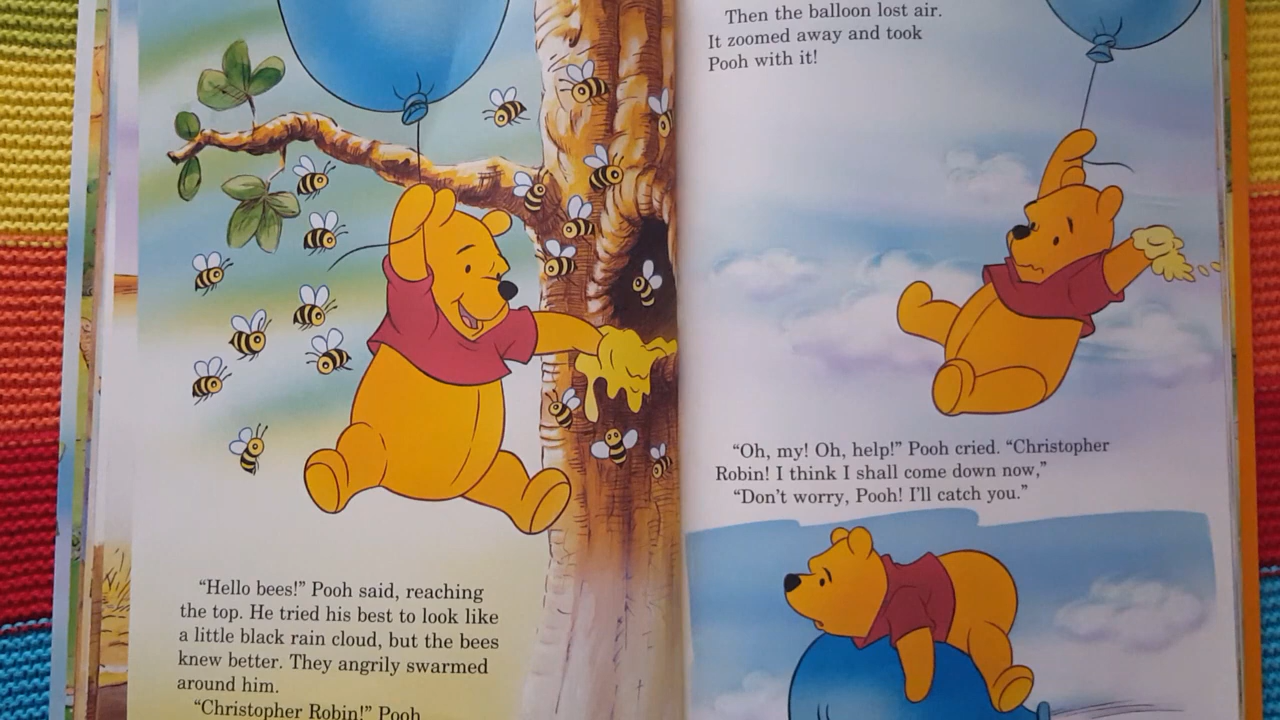 “Hello bees!” Pooh said, reaching
the top. He tried his best to look like
a little black rain cloud, but the bees
knew better. They angrily swarmed
around him.
“Christopher Robin!” Pooh
Then the balloon lost air.
It zoomed away and took
Pooh with it!
“Oh, my! Oh, help!” Pooh cried. “Christopher
Robin! I think I shall come down now,”
“Don't worry, Pooh! I'll catch you.”